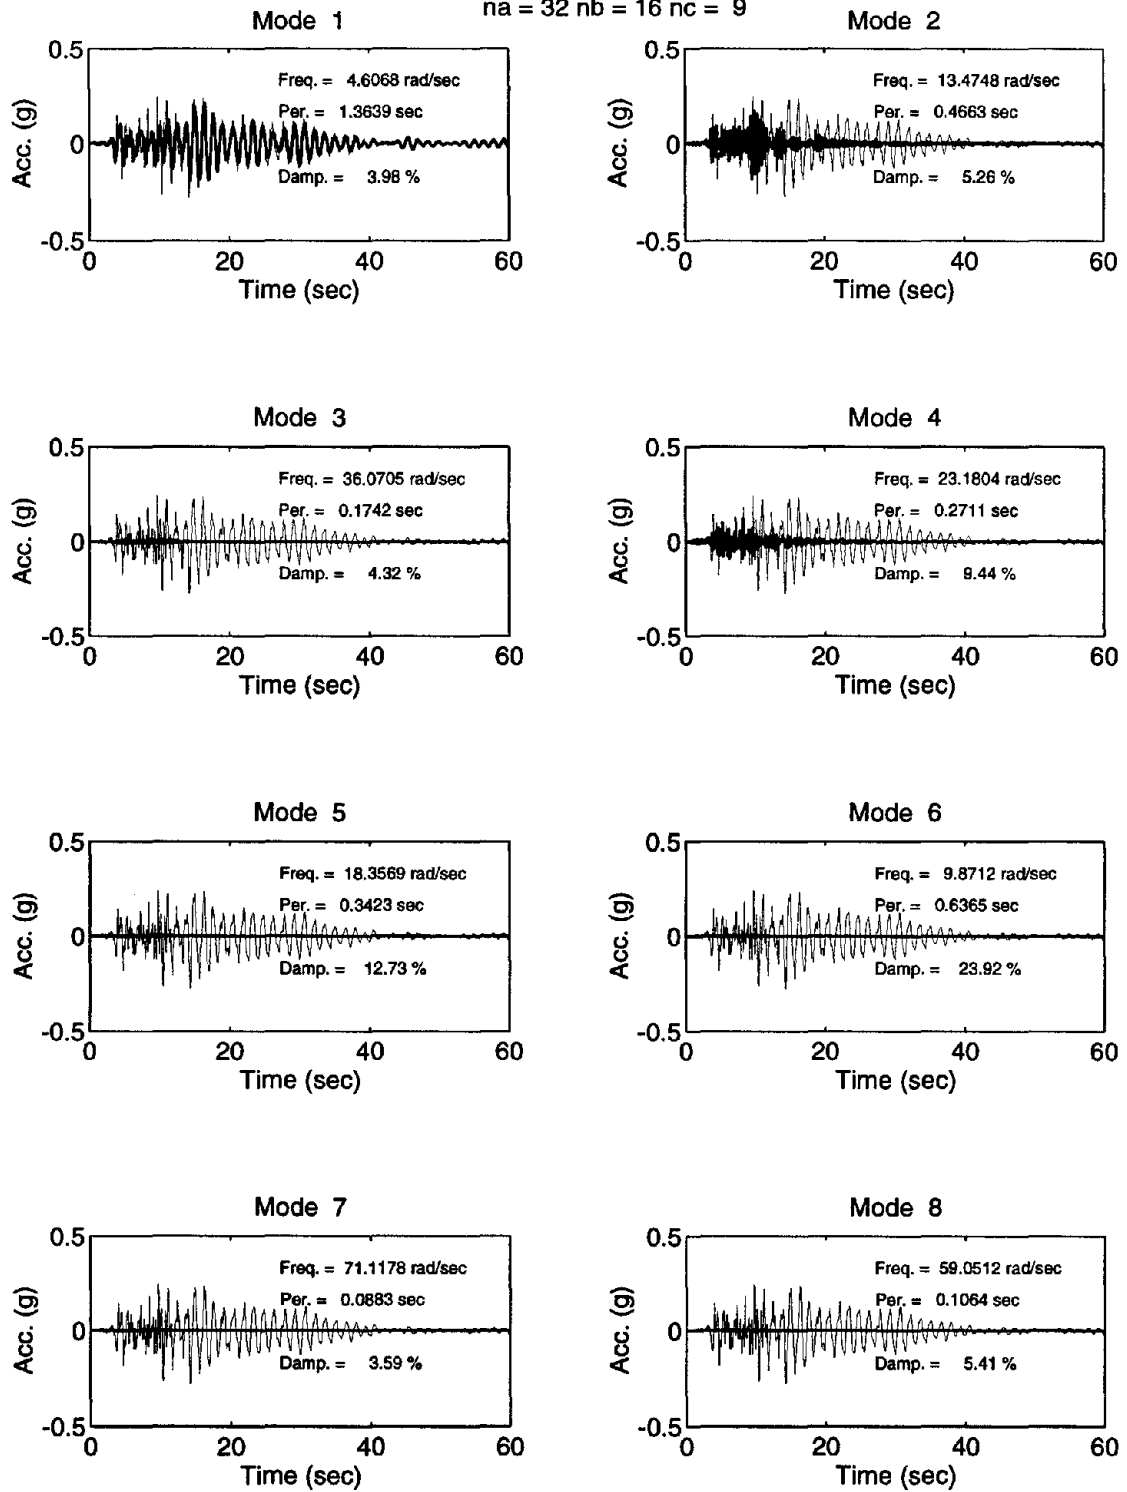 na = 32 nb = 16 nc = 9
Mode 1
0.5
Freq. = 4.6068 rad/sec
Per. = 1.3639 sec
Acc. (g)
0
Damp. = 3.98 %
-0.5
0 20 40 60
Time (sec)
Mode 2
0.5
Freq. = 13.4748 rad/sec
Per. = 0.4663 sec
Acc. (g)
0
Damp. = 5.26 %
-0.5
0 20 40 60
Time (sec)
Mode 3
0.5
Freq. = 36.0705 rad/sec
Per. = 0.1742 sec
Acc. (g)
0
Damp. = 4.32 %
-0.5
0 20 40 60
Time (sec)
Mode 4
0.5
Freq. = 23.1804 rad/sec
Per. = 0.2711 sec
Acc. (g)
0
Damp. = 9.44 %
-0.5
0 20 40 60
Time (sec)
Mode 5
0.5
Freq. = 18.3569 rad/sec
Per. = 0.3423 sec
Acc. (g)
0
Damp. = 12.73 %
-0.5
0 20 40 60
Time (sec)
Mode 6
0.5
Freq. = 9.8712 rad/sec
Per. = 0.6365 sec
Acc. (g)
0
Damp. = 23.92 %
-0.5
0 20 40 60
Time (sec)
Mode 7
0.5
Freq. = 71.1178 rad/sec
Per. = 0.0883 sec
Acc. (g)
0
Damp. = 3.59 %
-0.5
0 20 40 60
Time (sec)
Mode 8
0.5
Freq. = 59.0512 rad/sec
Per. = 0.1064 sec
Acc. (g)
0
Damp. = 5.41 %
-0.5
0 20 40 60
Time (sec)